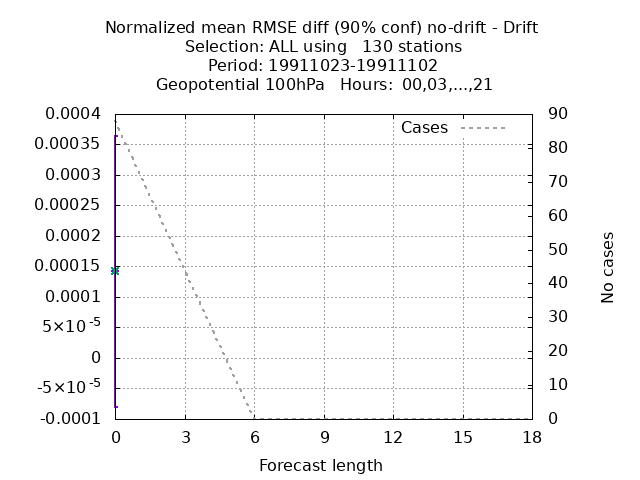 Normalized mean RMSE diff (90% conf) no-drift - Drift
Selection: ALL using   130 stations
Period: 19911023-19911102
Geopotential 100hPa   Hours: 00,03,...,21
Cases
0.0004
0.00035
0.0003
0.00025
0.0002
0.00015
0.0001
5×10⁻⁵
0
-5×10⁻⁵
-0.0001
90
80
70
60
50
40
30
20
10
0
No cases
0 3 6 9 12 15 18
Forecast length